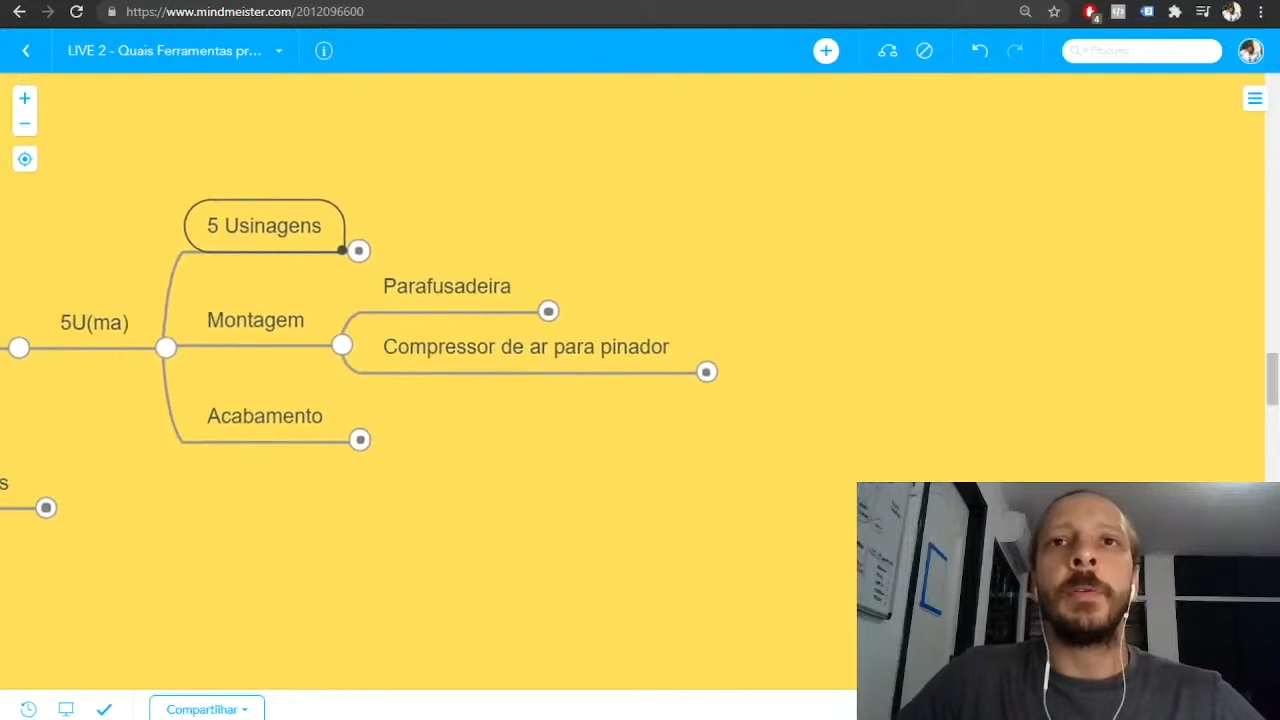 https://www.mindmeister.com/2012096600
4
LIVE 2 - Quais Ferramentas pr...
5 Usinagens
Parafusadeira
5U(ma)
Montagem
Compressor de ar para pinador
Acabamento
s
Compartilhar